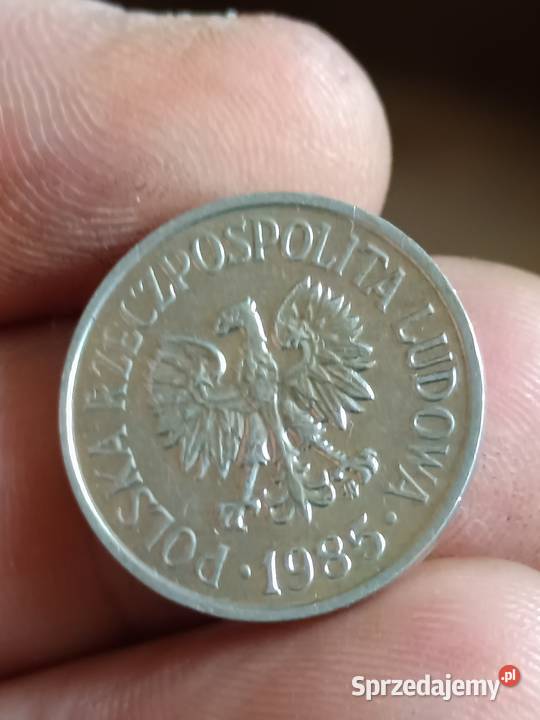 POLSKA RZECZPOSPOLITA LUDOWA
· 1985 ·
Sprzedajemy.pl